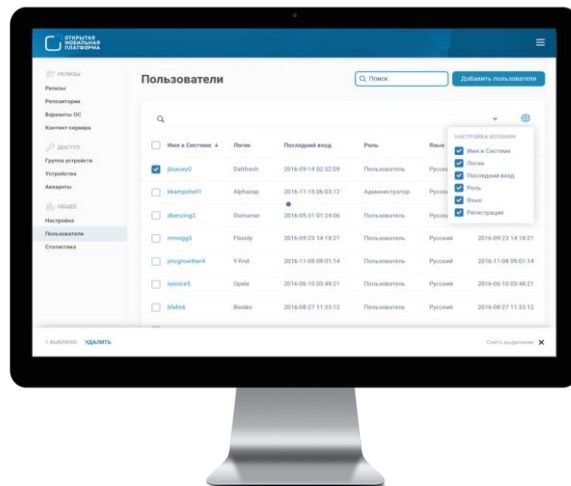 ОТКРЫТАЯ
МОБИЛЬНАЯ
ПЛАТФОРМА
РЕЛИЗЫ
Релизы
Репозитории
Варианты ОС
Контент-сервера
ДОСТУП
Группы устройств
Устройства
Аккаунты
ОБЩЕЕ
Настройка
Пользователи
Статистика
Пользователи
Поиск
Добавить пользователя
Имя в Системе Логин Последний вход Роль Язык
НАСТРОЙКА КОЛОНОК
Имя в Системе
Логин
Последний вход
Роль
Язык
Регистрация
Daltfresh 2016-09-14 02:32:09 Пользователь
kkampshell1 Alphazap 2016-11-15 06:03:12 Администратор
dbenzing2 Domainer 2016-05-31 01:24:06 Пользователь
mmogg3 Flexidy 2016-09-23 14:18:21 Пользователь Русский 2016-09-23 14:18:21
jmcgrowther4 Y-find 2016-11-08 09:01:14 Пользователь Русский 2016-11-08 09:01:14
Opela 2016-06-10 03:48:21 Пользователь Русский 2016-06-10 03:48:21
Biodex 2016-08-27 11:33:12 Пользователь Русский 2016-08-27 11:33:12
1 выбрано УДАЛИТЬ
Снять выделение